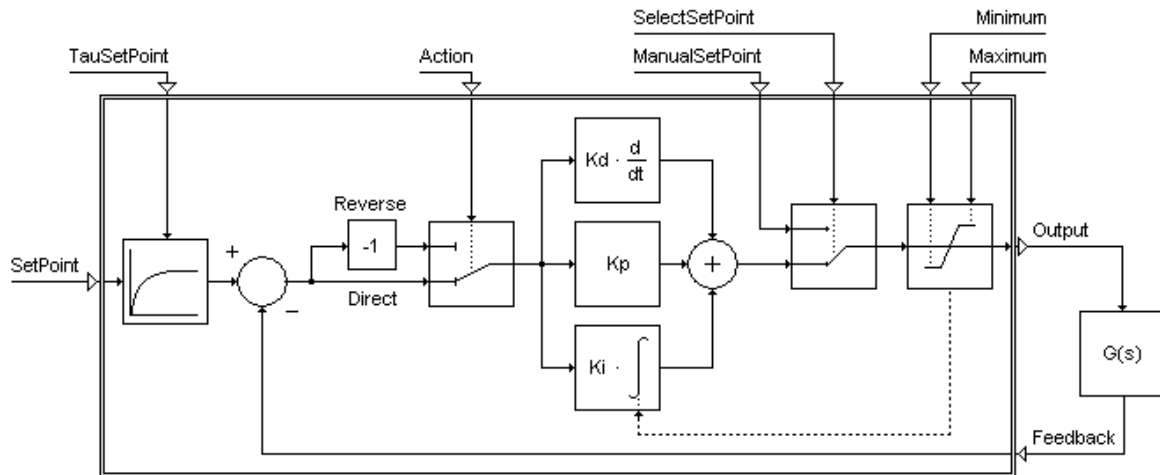 SelectSetPoint
Minimum
TauSetPoint
Action
ManualSetPoint
Maximum
Kd · d/dt
Reverse
-1
+
SetPoint
Kp
+
Output
−
Direct
Ki · ∫
G(s)
Feedback